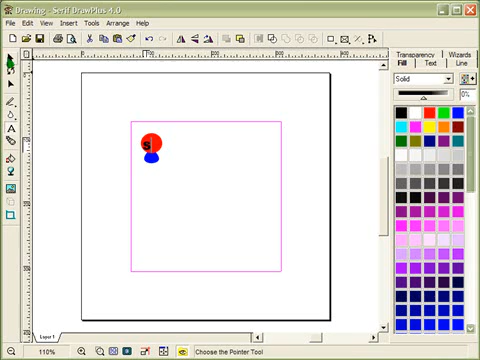 Drawing - Serif DrawPlus 4.0
File Edit View Insert Tools Arrange Help
Transparency Wizards
Fill Text Line
Solid
0%
S
Layer 1
110%
Choose the Pointer Tool